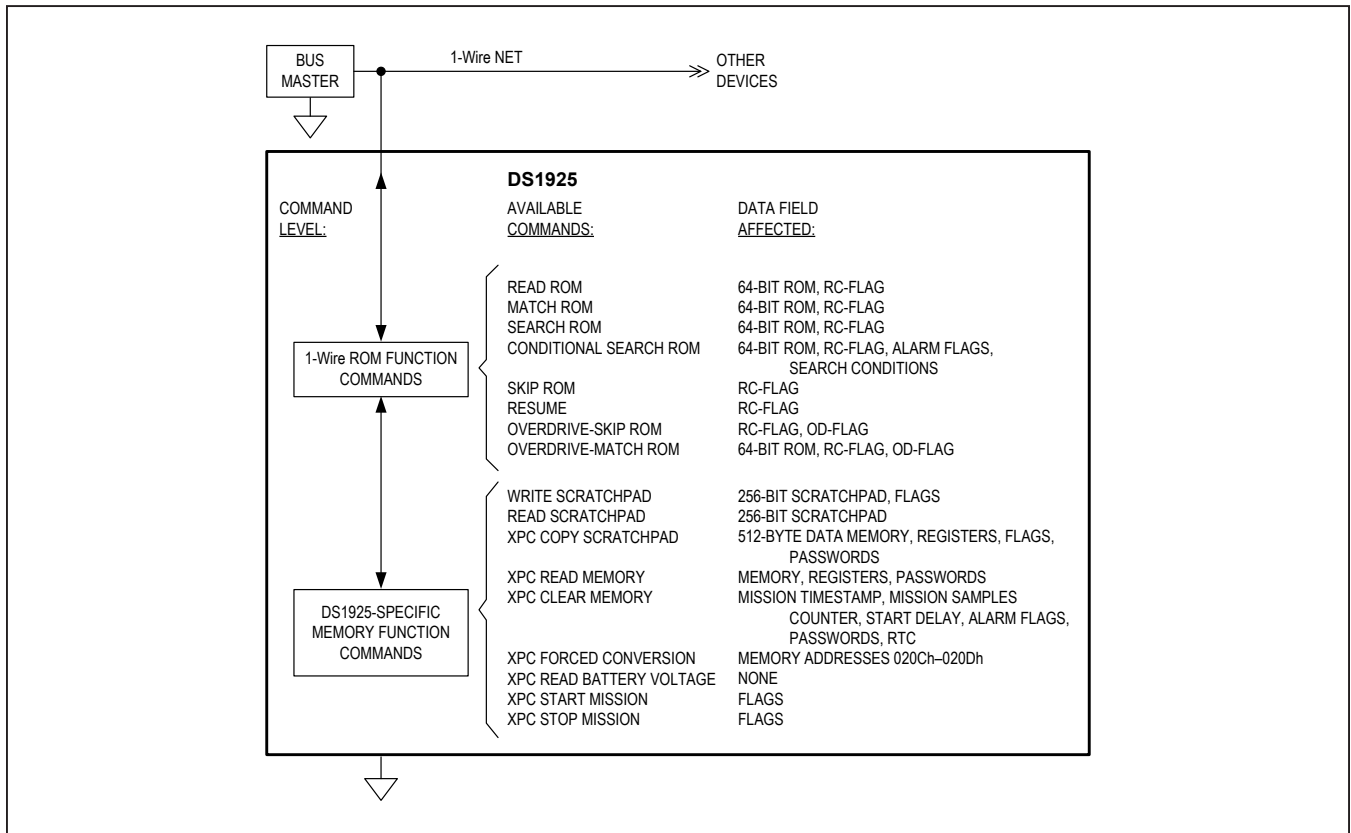 BUS
MASTER
1-Wire NET
OTHER
DEVICES
DS1925
COMMAND
LEVEL:
AVAILABLE
COMMANDS:
DATA FIELD
AFFECTED:
1-Wire ROM FUNCTION
COMMANDS
READ ROM 64-BIT ROM, RC-FLAG
MATCH ROM 64-BIT ROM, RC-FLAG
SEARCH ROM 64-BIT ROM, RC-FLAG
CONDITIONAL SEARCH ROM 64-BIT ROM, RC-FLAG, ALARM FLAGS,
SEARCH CONDITIONS
SKIP ROM RC-FLAG
RESUME RC-FLAG
OVERDRIVE-SKIP ROM RC-FLAG, OD-FLAG
OVERDRIVE-MATCH ROM 64-BIT ROM, RC-FLAG, OD-FLAG
DS1925-SPECIFIC
MEMORY FUNCTION
COMMANDS
WRITE SCRATCHPAD 256-BIT SCRATCHPAD, FLAGS
READ SCRATCHPAD 256-BIT SCRATCHPAD
XPC COPY SCRATCHPAD 512-BYTE DATA MEMORY, REGISTERS, FLAGS,
PASSWORDS
XPC READ MEMORY MEMORY, REGISTERS, PASSWORDS
XPC CLEAR MEMORY MISSION TIMESTAMP, MISSION SAMPLES
COUNTER, START DELAY, ALARM FLAGS,
PASSWORDS, RTC
XPC FORCED CONVERSION MEMORY ADDRESSES 020Ch–020Dh
XPC READ BATTERY VOLTAGE NONE
XPC START MISSION FLAGS
XPC STOP MISSION FLAGS